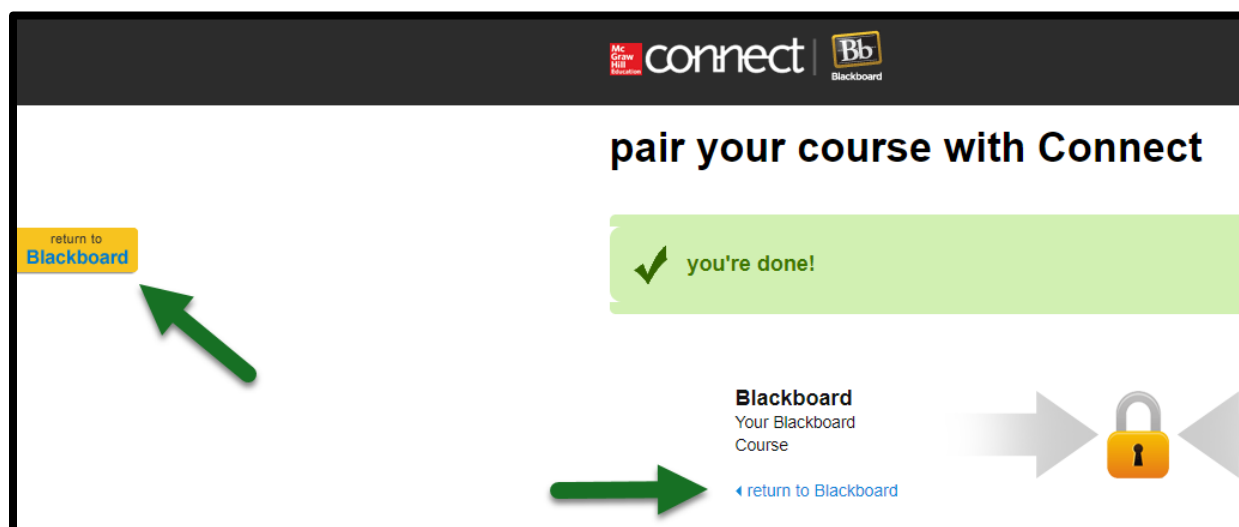 Mc
Graw
Hill
Education
connect
Bb
Blackboard
pair your course with Connect
return to
Blackboard
you're done!
Blackboard
Your Blackboard
Course
return to Blackboard